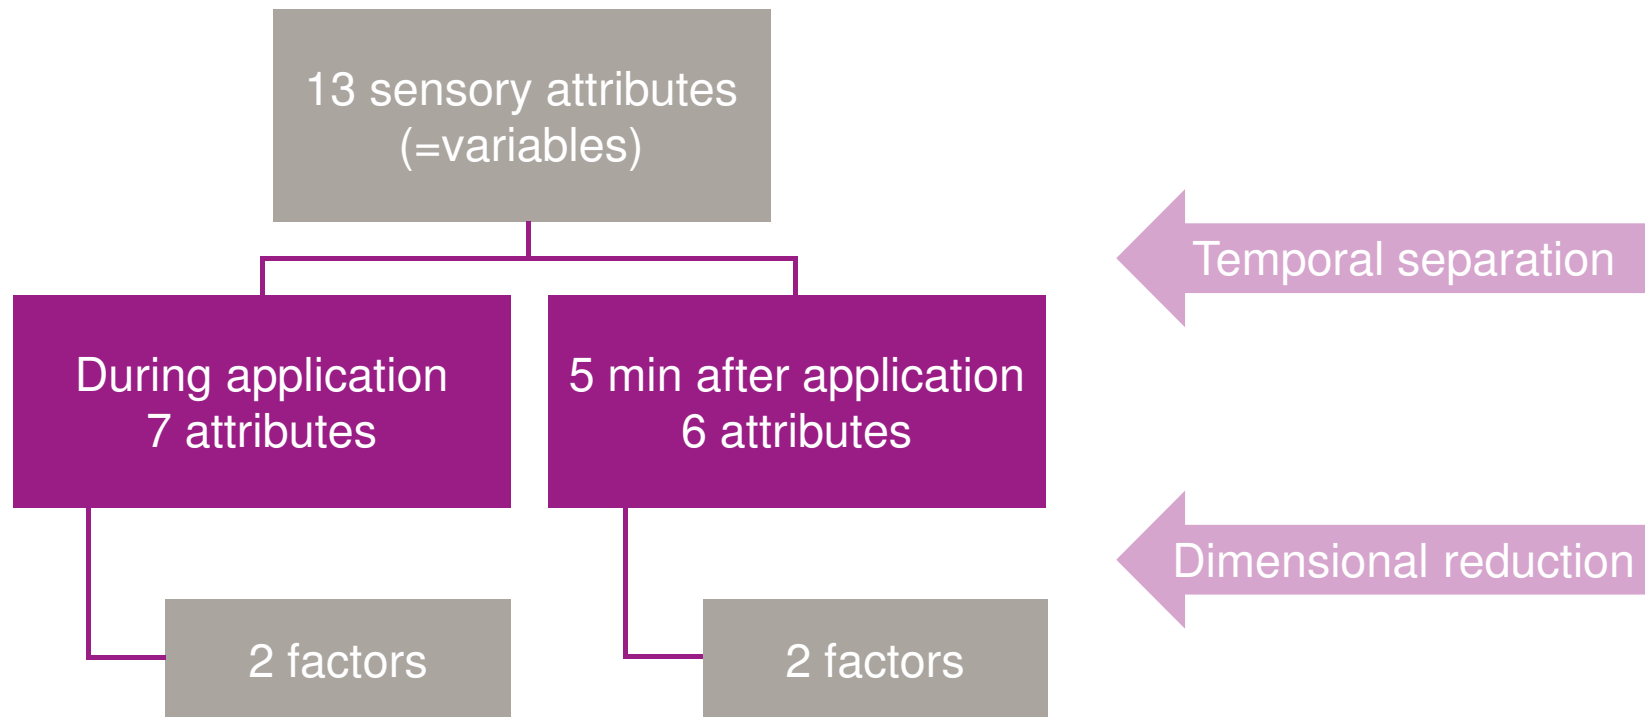 13 sensory attributes
(=variables)
Temporal separation
During application
7 attributes
5 min after application
6 attributes
Dimensional reduction
2 factors
2 factors